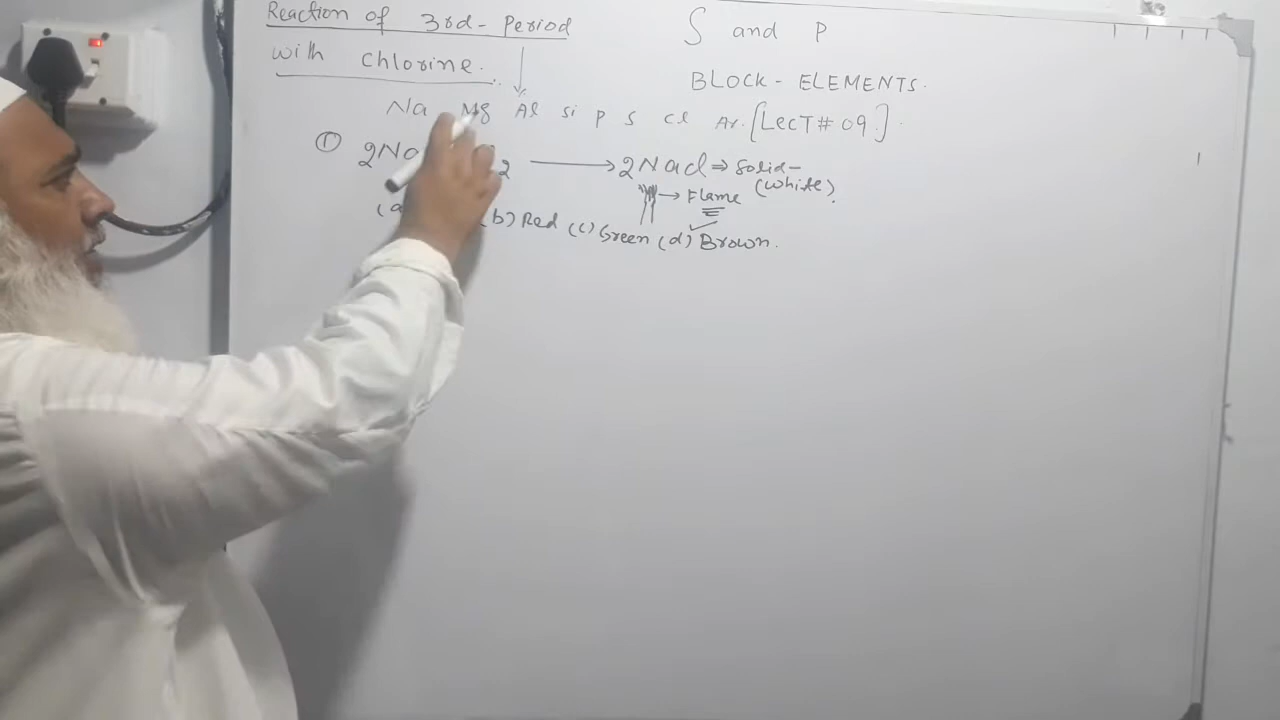 Reaction of 3rd-Period
with Chlorine.
S and P
BLOCK-ELEMENTS.
[LecT# 09.]
Na Mg Al Si P S Cl Ar.
① 2Na 2 ⟶ 2NaCl ⇒ Solid-
(white).
→ Flame
(a (b) Red (c) Green (d) ✓ Brown.